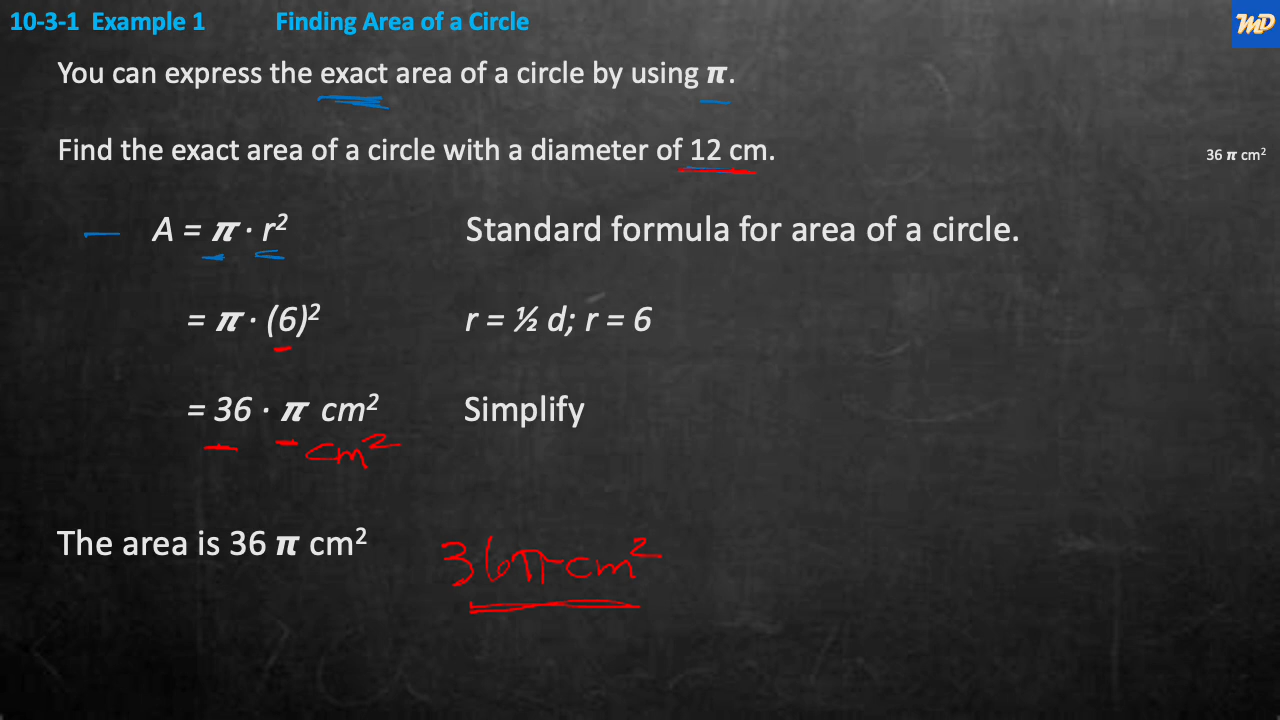 10-3-1 Example 1 Finding Area of a Circle
MD
You can express the exact area of a circle by using π.
Find the exact area of a circle with a diameter of 12 cm.
36 π cm²
A = π · r² Standard formula for area of a circle.
= π · (6)² r = ½ d; r = 6
= 36 · π cm² Simplify
cm²
The area is 36 π cm²
36π cm²